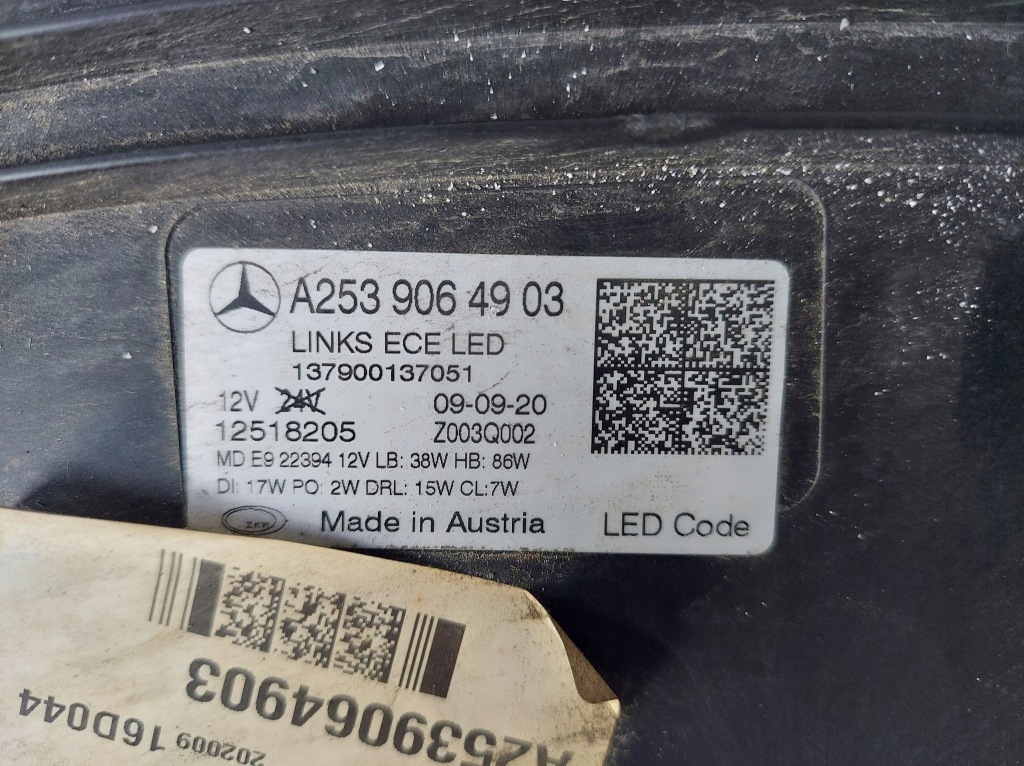 A253 906 49 03
LINKS ECE LED
137900137051
12V 24V 09-09-20
12518205 Z003Q002
MD E9 22394 12V LB: 38W HB: 86W
DI: 17W PO: 2W DRL: 15W CL:7W
ZKW Made in Austria LED Code
A2539064903
202009 16D044